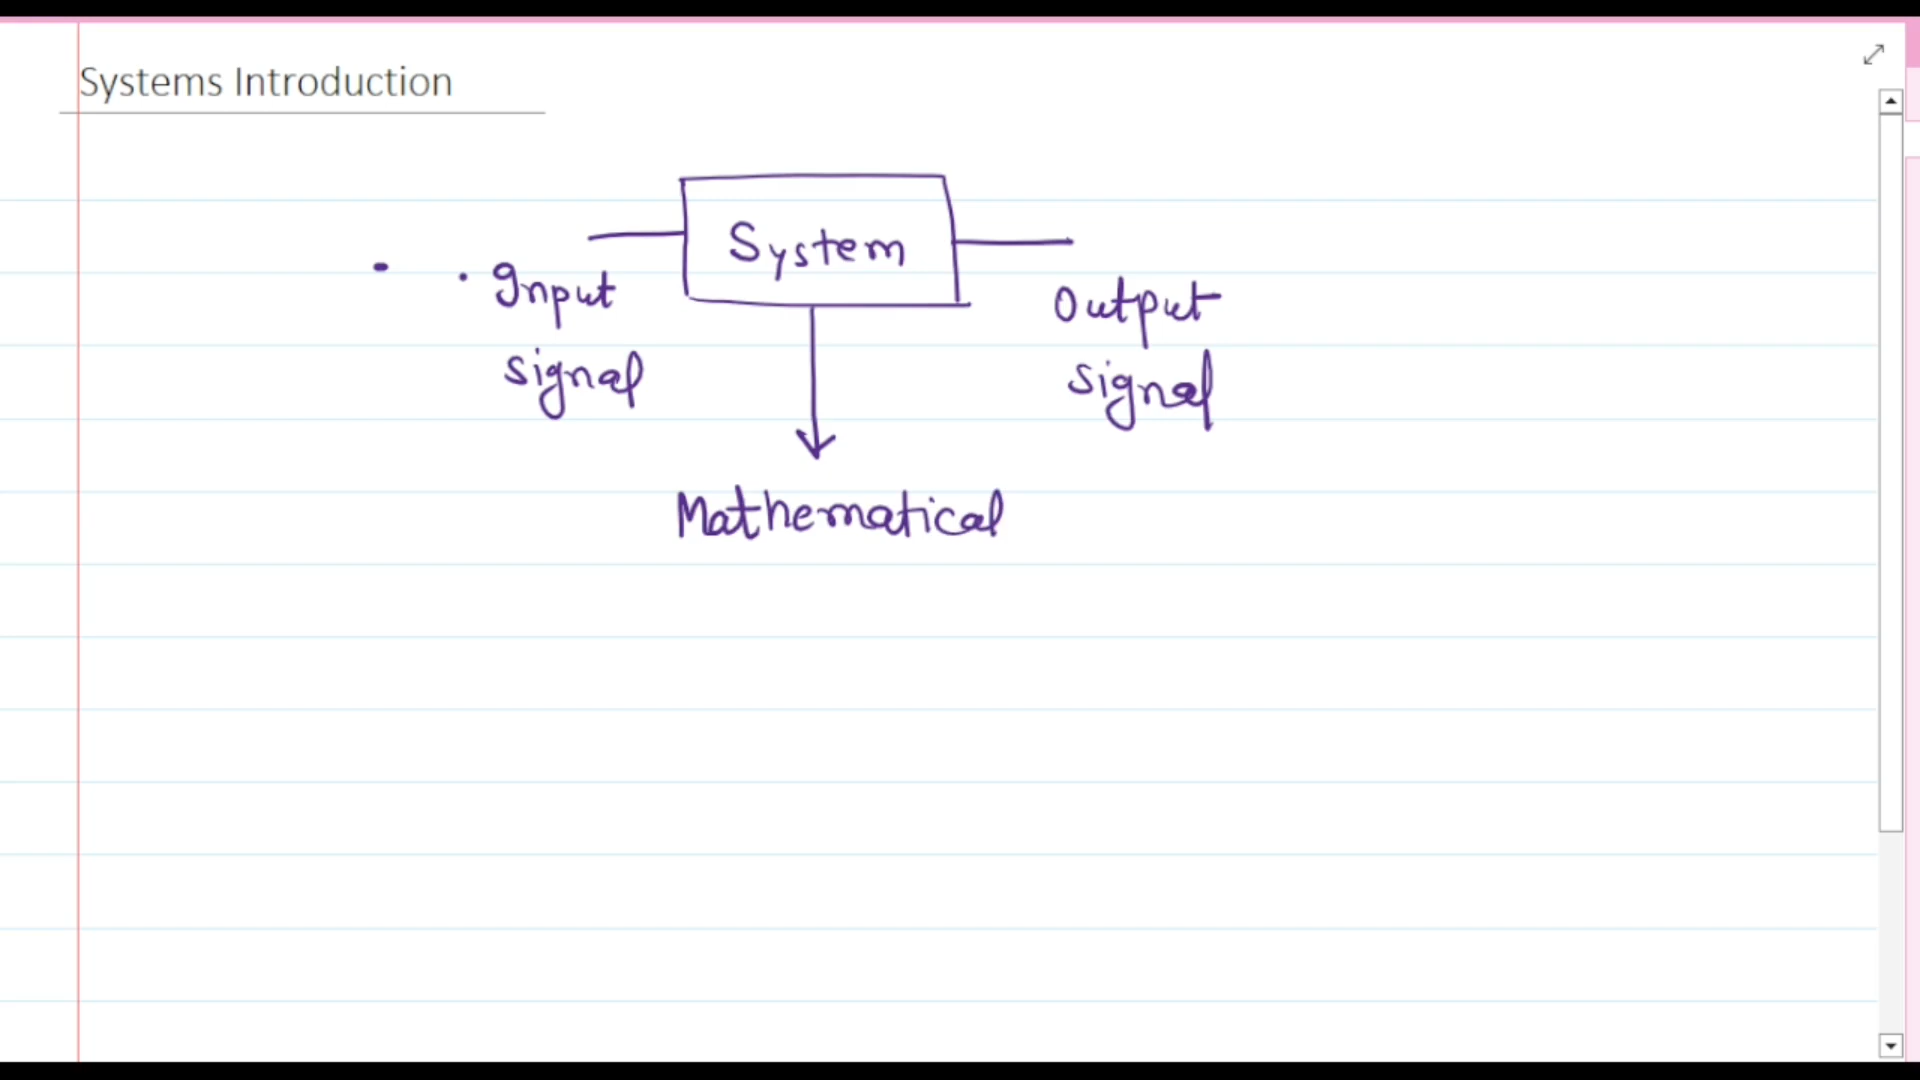 Systems Introduction
System
Input
signal
Output
signal
Mathematical